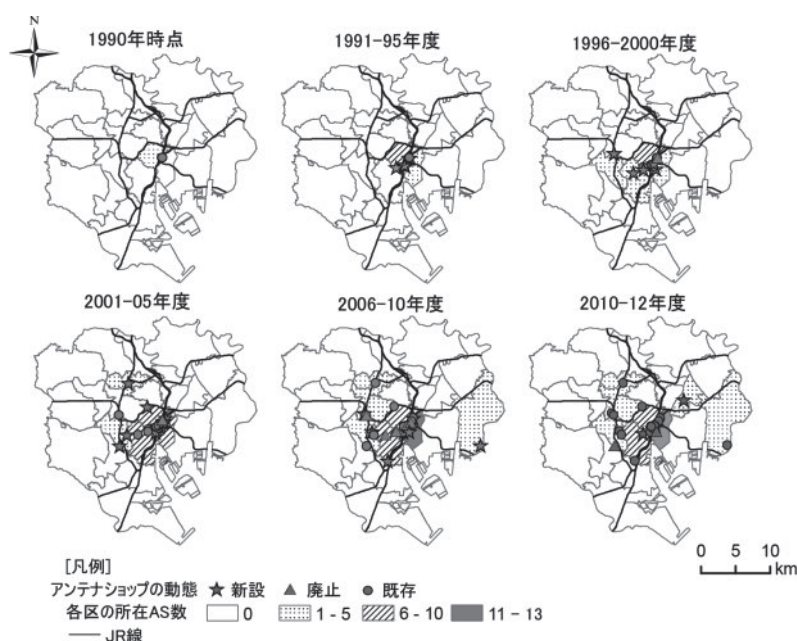 N
1990年時点
1991-95年度
1996-2000年度
2001-05年度
2006-10年度
2010-12年度
[凡例]
アンテナショップの動態 新設 廃止 既存
各区の所在AS数 0 1-5 6-10 11-13
JR線
0 5 10
km